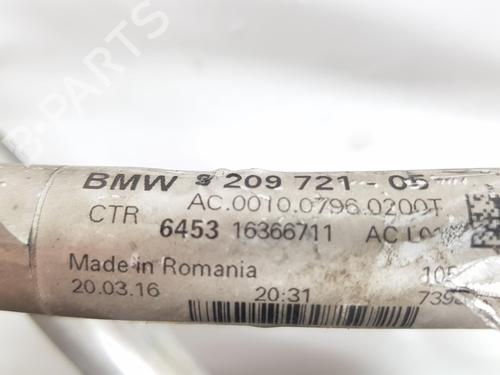 BMW 9 209 721 - 05
AC.0010.0796.0200T
CTR 6453 16366711
Made in Romania
20.03.16 20:31
B-PARTS